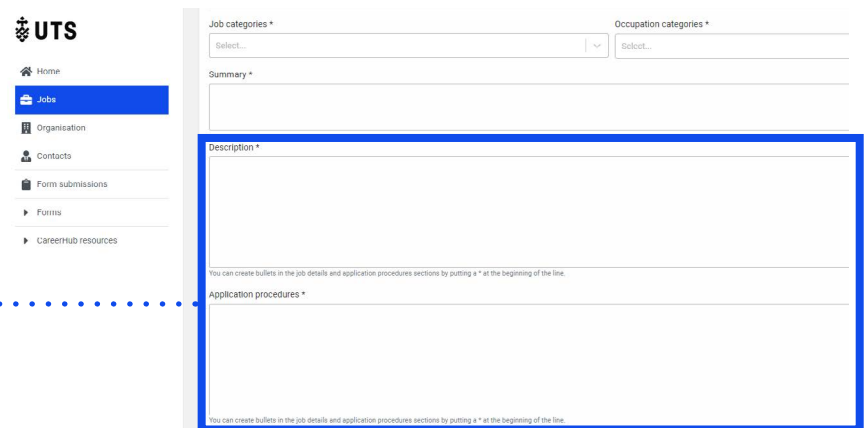 UTS
Home
Jobs
Organisation
Contacts
Form submissions
Forms
CareerHub resources
Job categories *
Occupation categories *
Select...
Select...
Summary *
Description *
You can create bullets in the job details and application procedures sections by putting a * at the beginning of the line.
Application procedures *
You can create bullets in the job details and application procedures sections by putting a * at the beginning of the line.